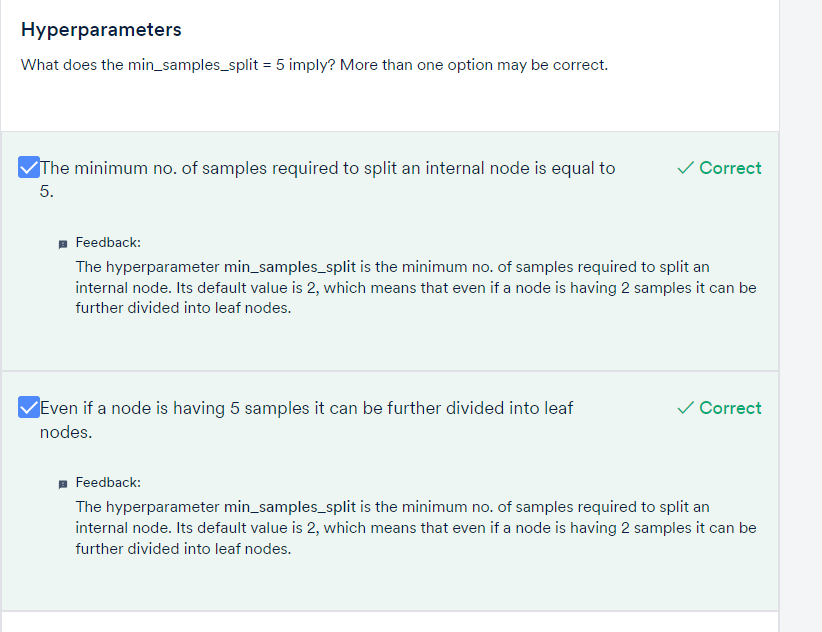 Hyperparameters
What does the min_samples_split = 5 imply? More than one option may be correct.
The minimum no. of samples required to split an internal node is equal to
5.
Correct
Feedback:
The hyperparameter min_samples_split is the minimum no. of samples required to split an
internal node. Its default value is 2, which means that even if a node is having 2 samples it can be
further divided into leaf nodes.
Even if a node is having 5 samples it can be further divided into leaf
nodes.
Correct
Feedback:
The hyperparameter min_samples_split is the minimum no. of samples required to split an
internal node. Its default value is 2, which means that even if a node is having 2 samples it can be
further divided into leaf nodes.